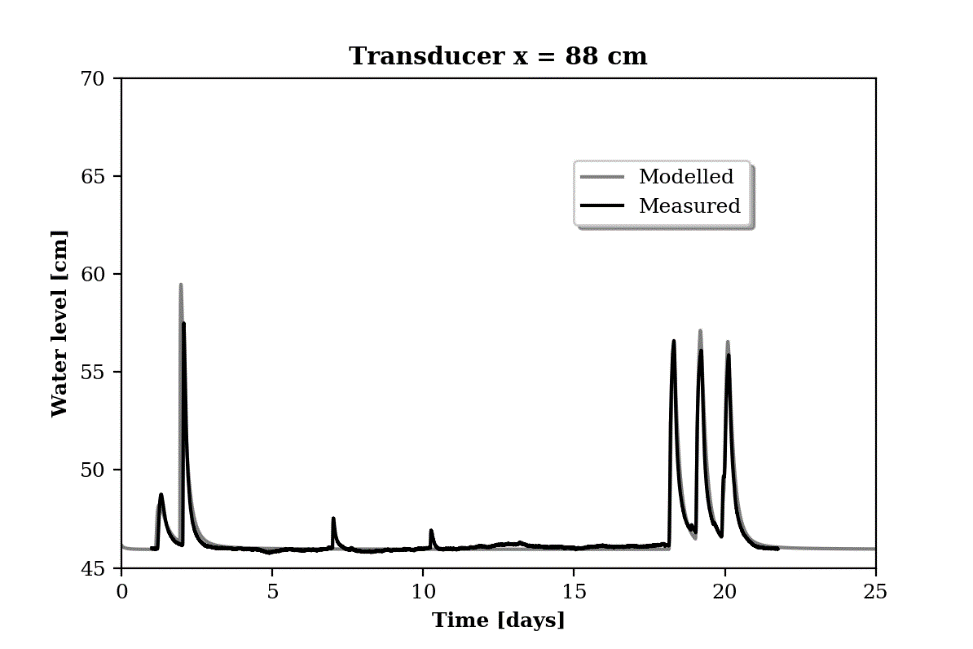 Transducer x = 88 cm
70
65
60
55
50
45
Water level [cm]
Modelled
Measured
0 5 10 15 20 25
Time [days]